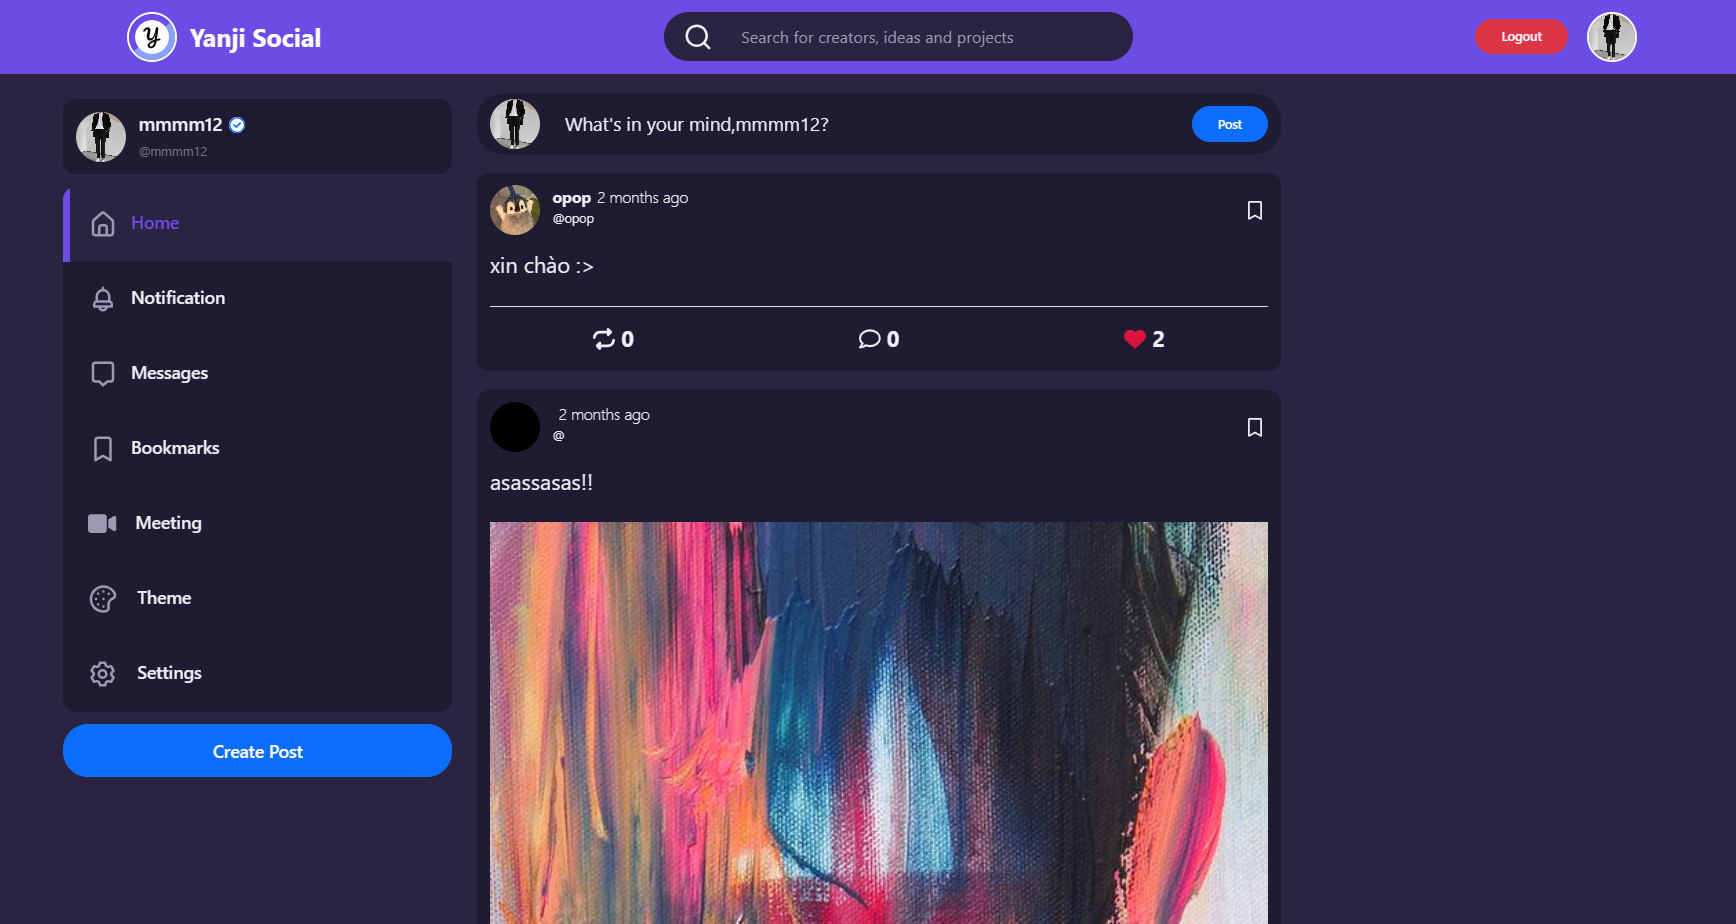 Yanji Social
Search for creators, ideas and projects
Logout
mmmm12
@mmmm12
Home
Notification
Messages
Bookmarks
Meeting
Theme
Settings
Create Post
What's in your mind,mmmm12?
Post
opop 2 months ago
@opop
xin chào :>
0 0 2
2 months ago
@
asassasas!!